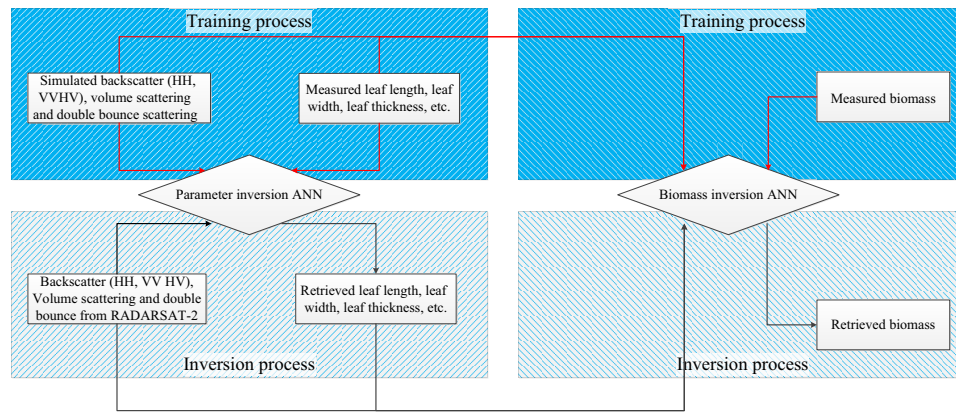 Training process
Training process
Simulated backscatter (HH,
VVHV), volume scattering
and double bounce scattering
Measured leaf length, leaf
width, leaf thickness, etc.
Measured biomass
Parameter inversion ANN
Biomass inversion ANN
Backscatter (HH, VV HV),
Volume scattering and double
bounce from RADARSAT-2
Retrieved leaf length, leaf
width, leaf thickness, etc.
Retrieved biomass
Inversion process
Inversion process